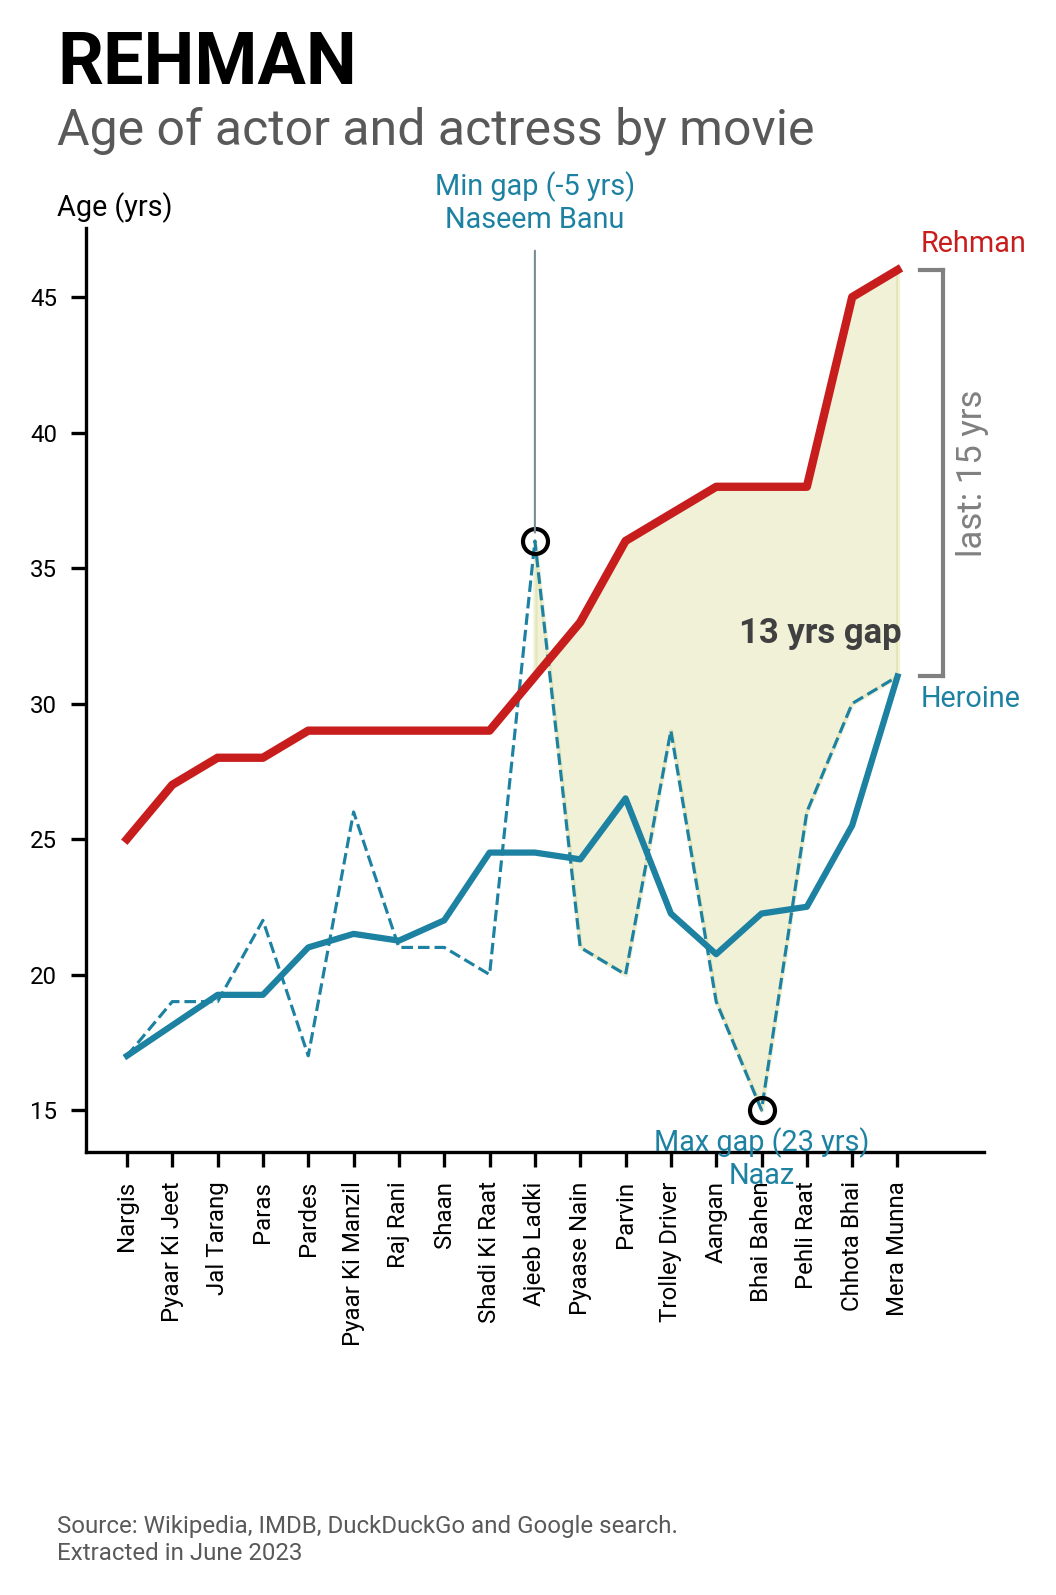 REHMAN
Age of actor and actress by movie
Min gap (-5 yrs)
Naseem Banu
Age (yrs)
Rehman
45
40
35
30
25
20
15
last: 15 yrs
13 yrs gap
Heroine
Max gap (23 yrs)
Naaz
Nargis
Pyaar Ki Jeet
Jal Tarang
Paras
Pardes
Pyaar Ki Manzil
Raj Rani
Shaan
Shadi Ki Raat
Ajeeb Ladki
Pyaase Nain
Parvin
Trolley Driver
Aangan
Bhai Bahen
Pehli Raat
Chhota Bhai
Mera Munna
Source: Wikipedia, IMDB, DuckDuckGo and Google search.
Extracted in June 2023